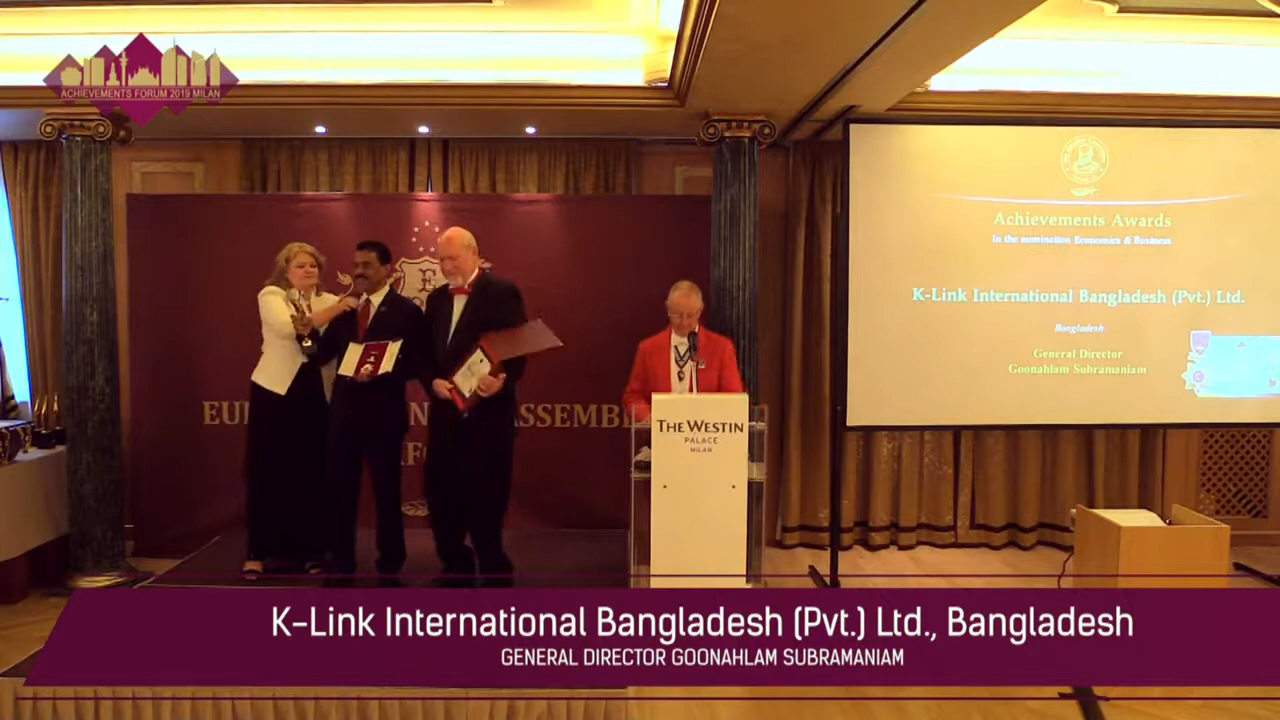 ACHIEVEMENTS FORUM 2019 MILAN
E
Achievements Awards
in the nomination Economics & Business
K-Link International Bangladesh (Pvt.) Ltd.
Bangladesh
General Director
Goonahlam Subramaniam
ASSEMB
THE WESTIN
PALACE
MILAN
K-Link International Bangladesh (Pvt.) Ltd., Bangladesh
GENERAL DIRECTOR GOONAHLAM SUBRAMANIAM